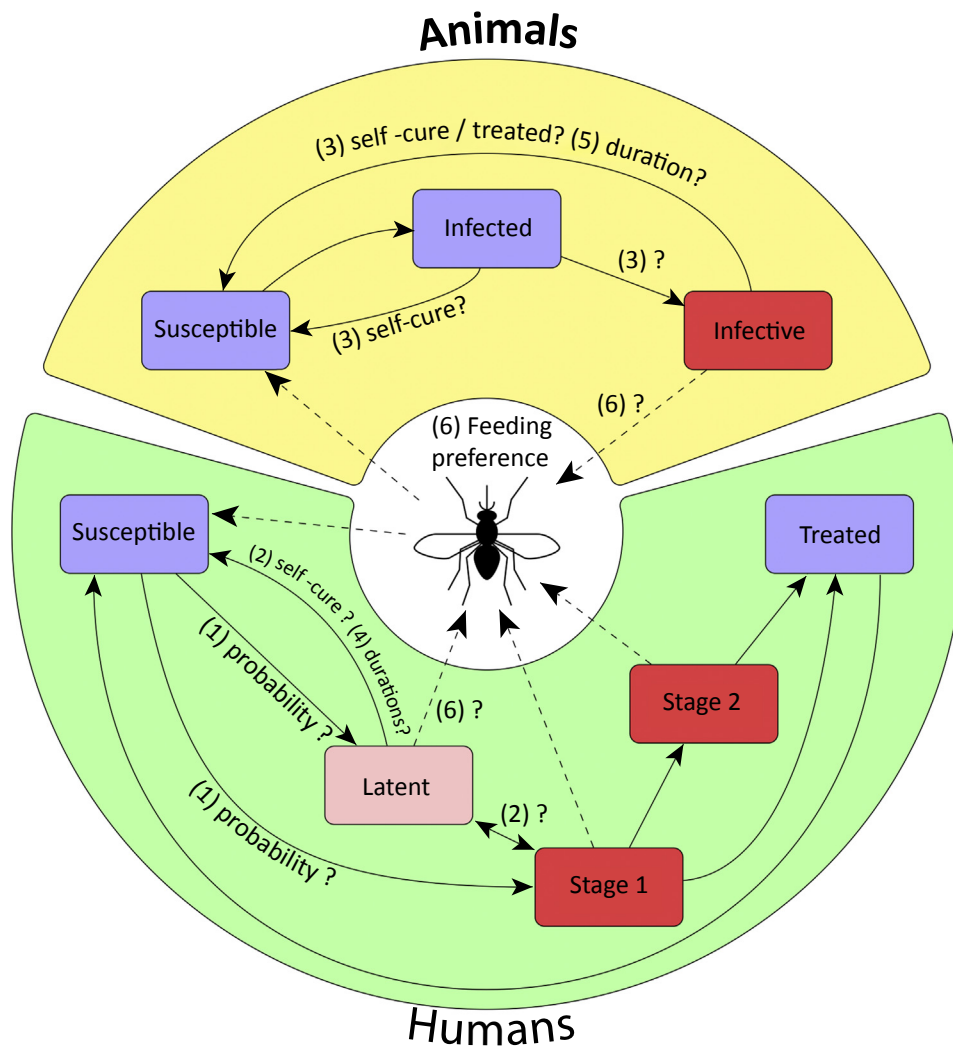 Animals
(3) self -cure / treated? (5) duration?
Infected
(3) ?
Susceptible
(3) self-cure?
Infective
(6) ?
(6) Feeding
preference
Susceptible
Treated
(2) self -cure ? (4) durations?
(1) probability ?
Stage 2
(6) ?
Latent
(1) probability ?
(2) ?
Stage 1
Humans